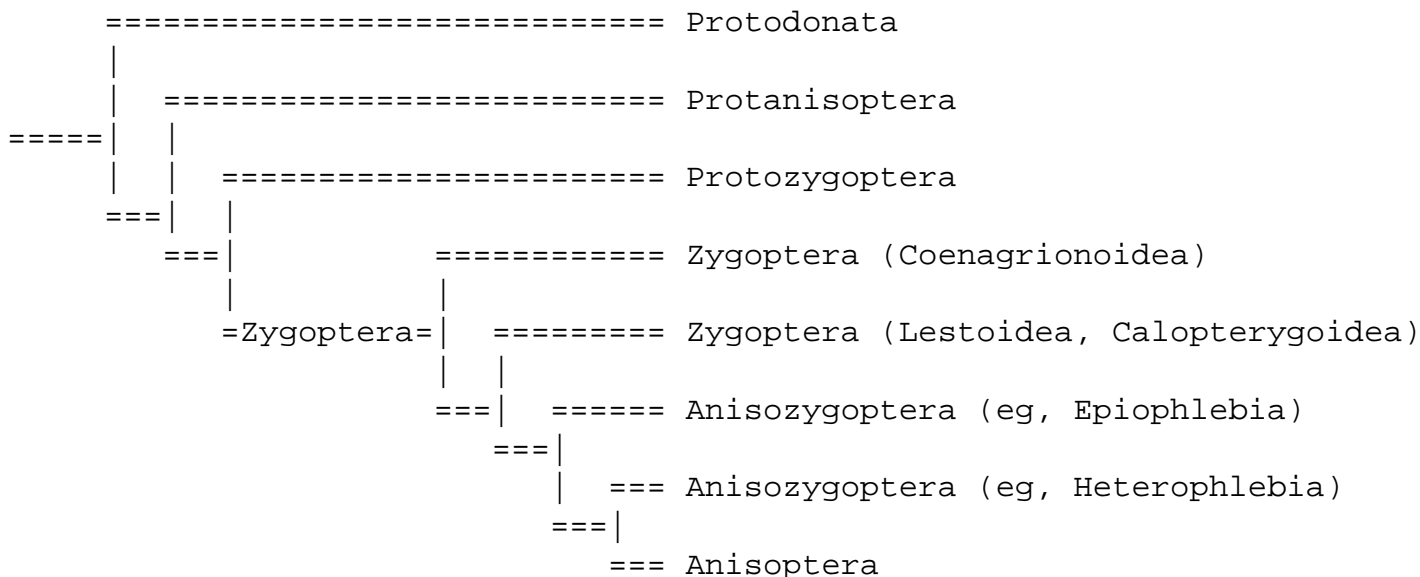 Protodonata
Protanisoptera
Protozygoptera
Zygoptera (Coenagrionoidea)
=Zygoptera= Zygoptera (Lestoidea, Calopterygoidea)
Anisozygoptera (eg, Epiophlebia)
Anisozygoptera (eg, Heterophlebia)
Anisoptera